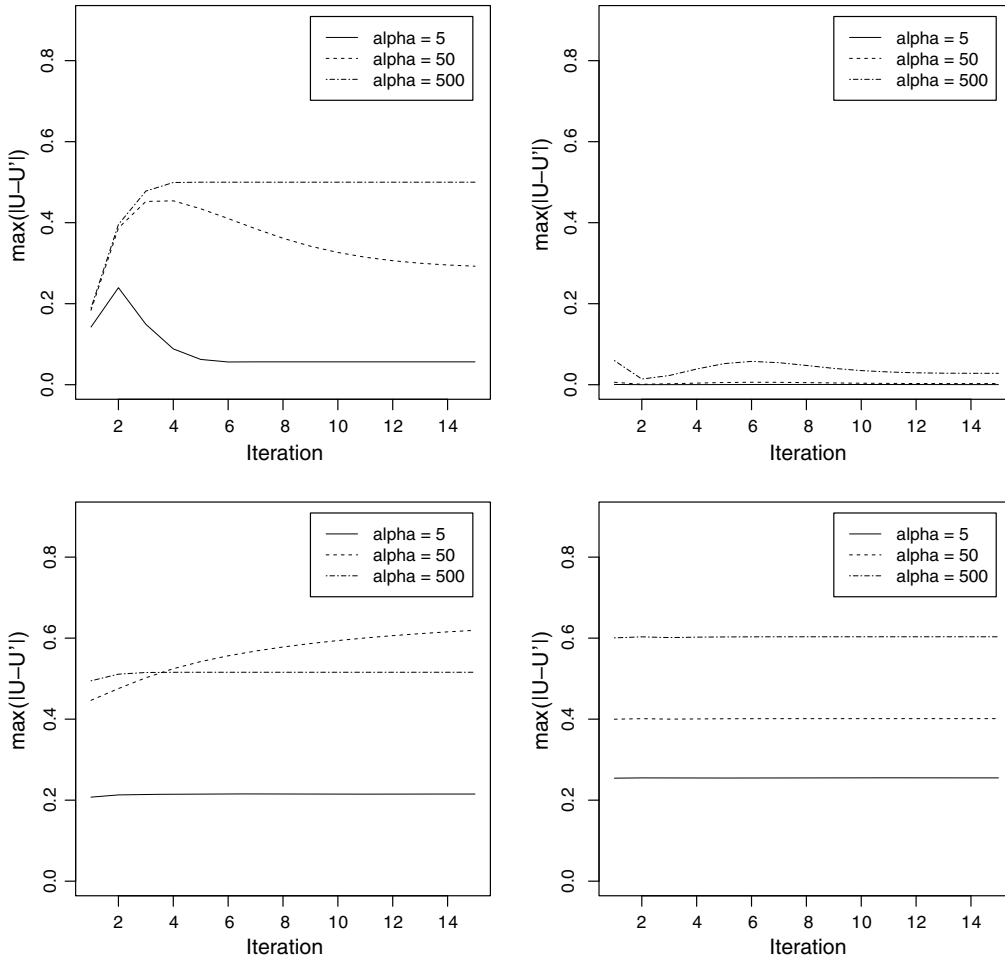 max(|U−U'|)
0.0 0.2 0.4 0.6 0.8
alpha = 5
alpha = 50
alpha = 500
2 4 6 8 10 12 14
Iteration
max(|U−U'|)
0.0 0.2 0.4 0.6 0.8
alpha = 5
alpha = 50
alpha = 500
2 4 6 8 10 12 14
Iteration
max(|U−U'|)
0.0 0.2 0.4 0.6 0.8
alpha = 5
alpha = 50
alpha = 500
2 4 6 8 10 12 14
Iteration
max(|U−U'|)
0.0 0.2 0.4 0.6 0.8
alpha = 5
alpha = 50
alpha = 500
2 4 6 8 10 12 14
Iteration